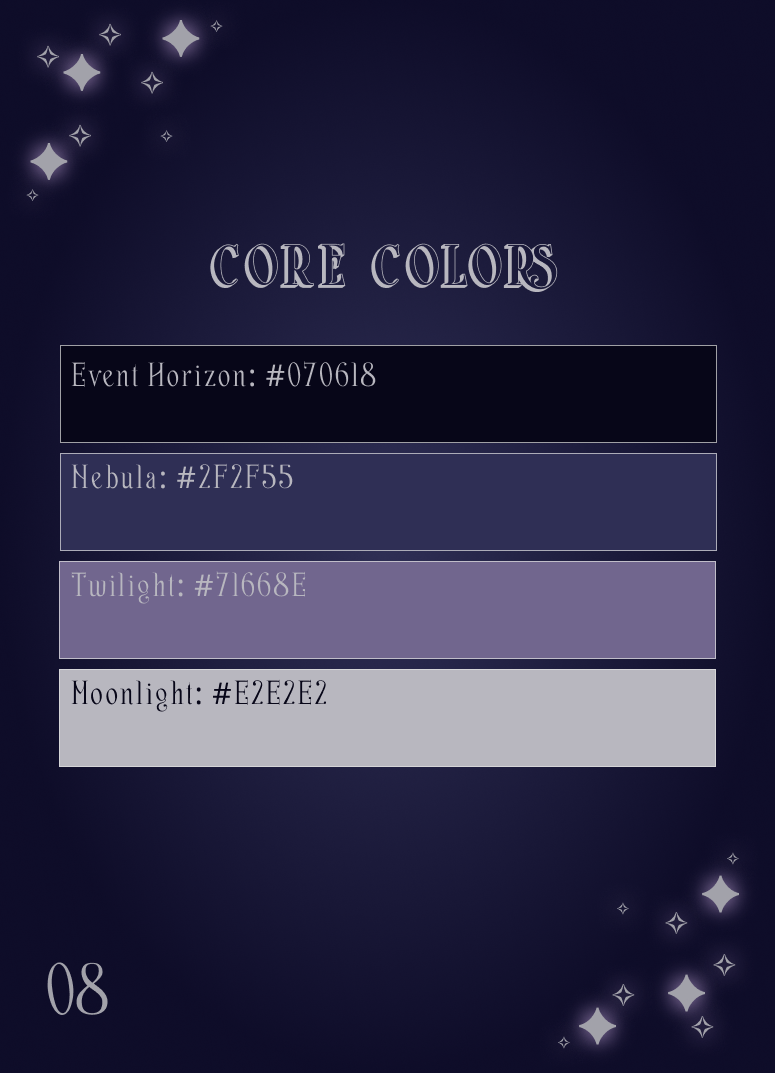 CORE COLORS
Event Horizon: #070618
Nebula: #2F2F55
Twilight: #71668E
Moonlight: #E2E2E2
08